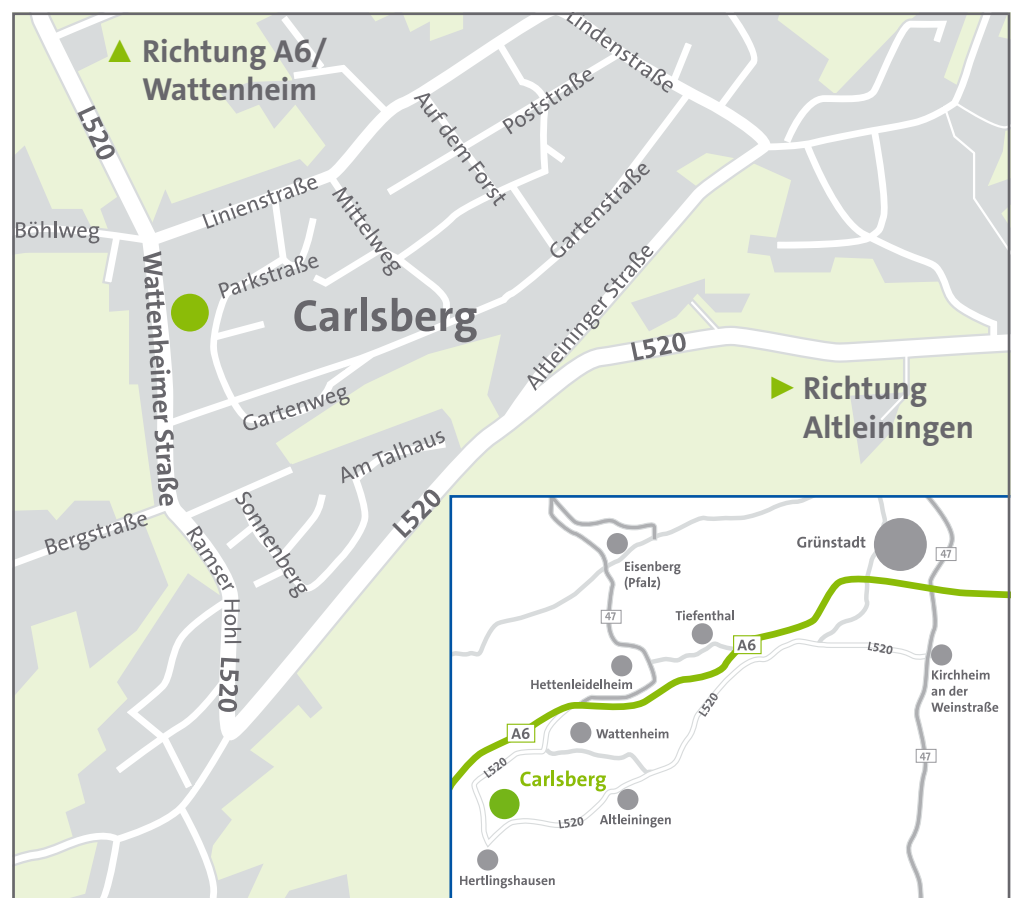 Lindenstraße
Richtung A6/
Wattenheim
L520
Poststraße
Auf dem Forst
Linienstraße
Mittelweg
Gartenstraße
Böhlweg
Wattenheimer Straße
Parkstraße
Carlsberg
Altleininger Straße
L520
Richtung
Altleiningen
Gartenweg
Am Talhaus
L520
Sonnenberg
Bergstraße
Ramser Hohl
L520
Grünstadt
47
Eisenberg
(Pfalz)
47
Tiefenthal
A6
L520
Hettenleidelheim
Kirchheim
an der
Weinstraße
L520
A6
Wattenheim
47
L520
Carlsberg
Altleiningen
L520
Hertlingshausen